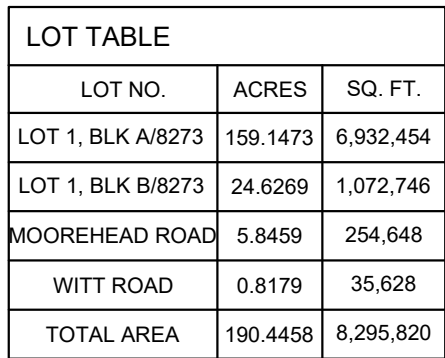 LOT TABLE
LOT NO. ACRES SQ. FT.
LOT 1, BLK A/8273 159.1473 6,932,454
LOT 1, BLK B/8273 24.6269 1,072,746
MOOREHEAD ROAD 5.8459 254,648
WITT ROAD 0.8179 35,628
TOTAL AREA 190.4458 8,295,820